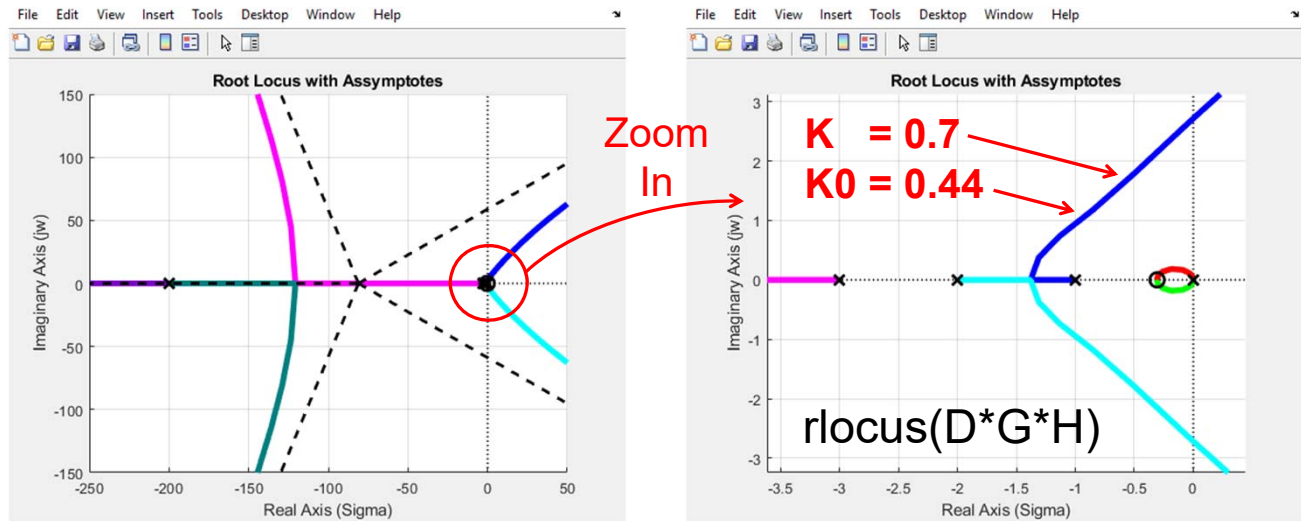 File Edit View Insert Tools Desktop Window Help
Root Locus with Assymptotes
150
100
50
0
-50
-100
-150
-250 -200 -150 -100 -50 0 50
Imaginary Axis (jw)
Real Axis (Sigma)
Zoom
In
File Edit View Insert Tools Desktop Window Help
Root Locus with Assymptotes
K = 0.7
K0 = 0.44
3
2
1
0
-1
-2
-3
-3.5 -3 -2.5 -2 -1.5 -1 -0.5 0
Imaginary Axis (jw)
rlocus(D*G*H)
Real Axis (Sigma)